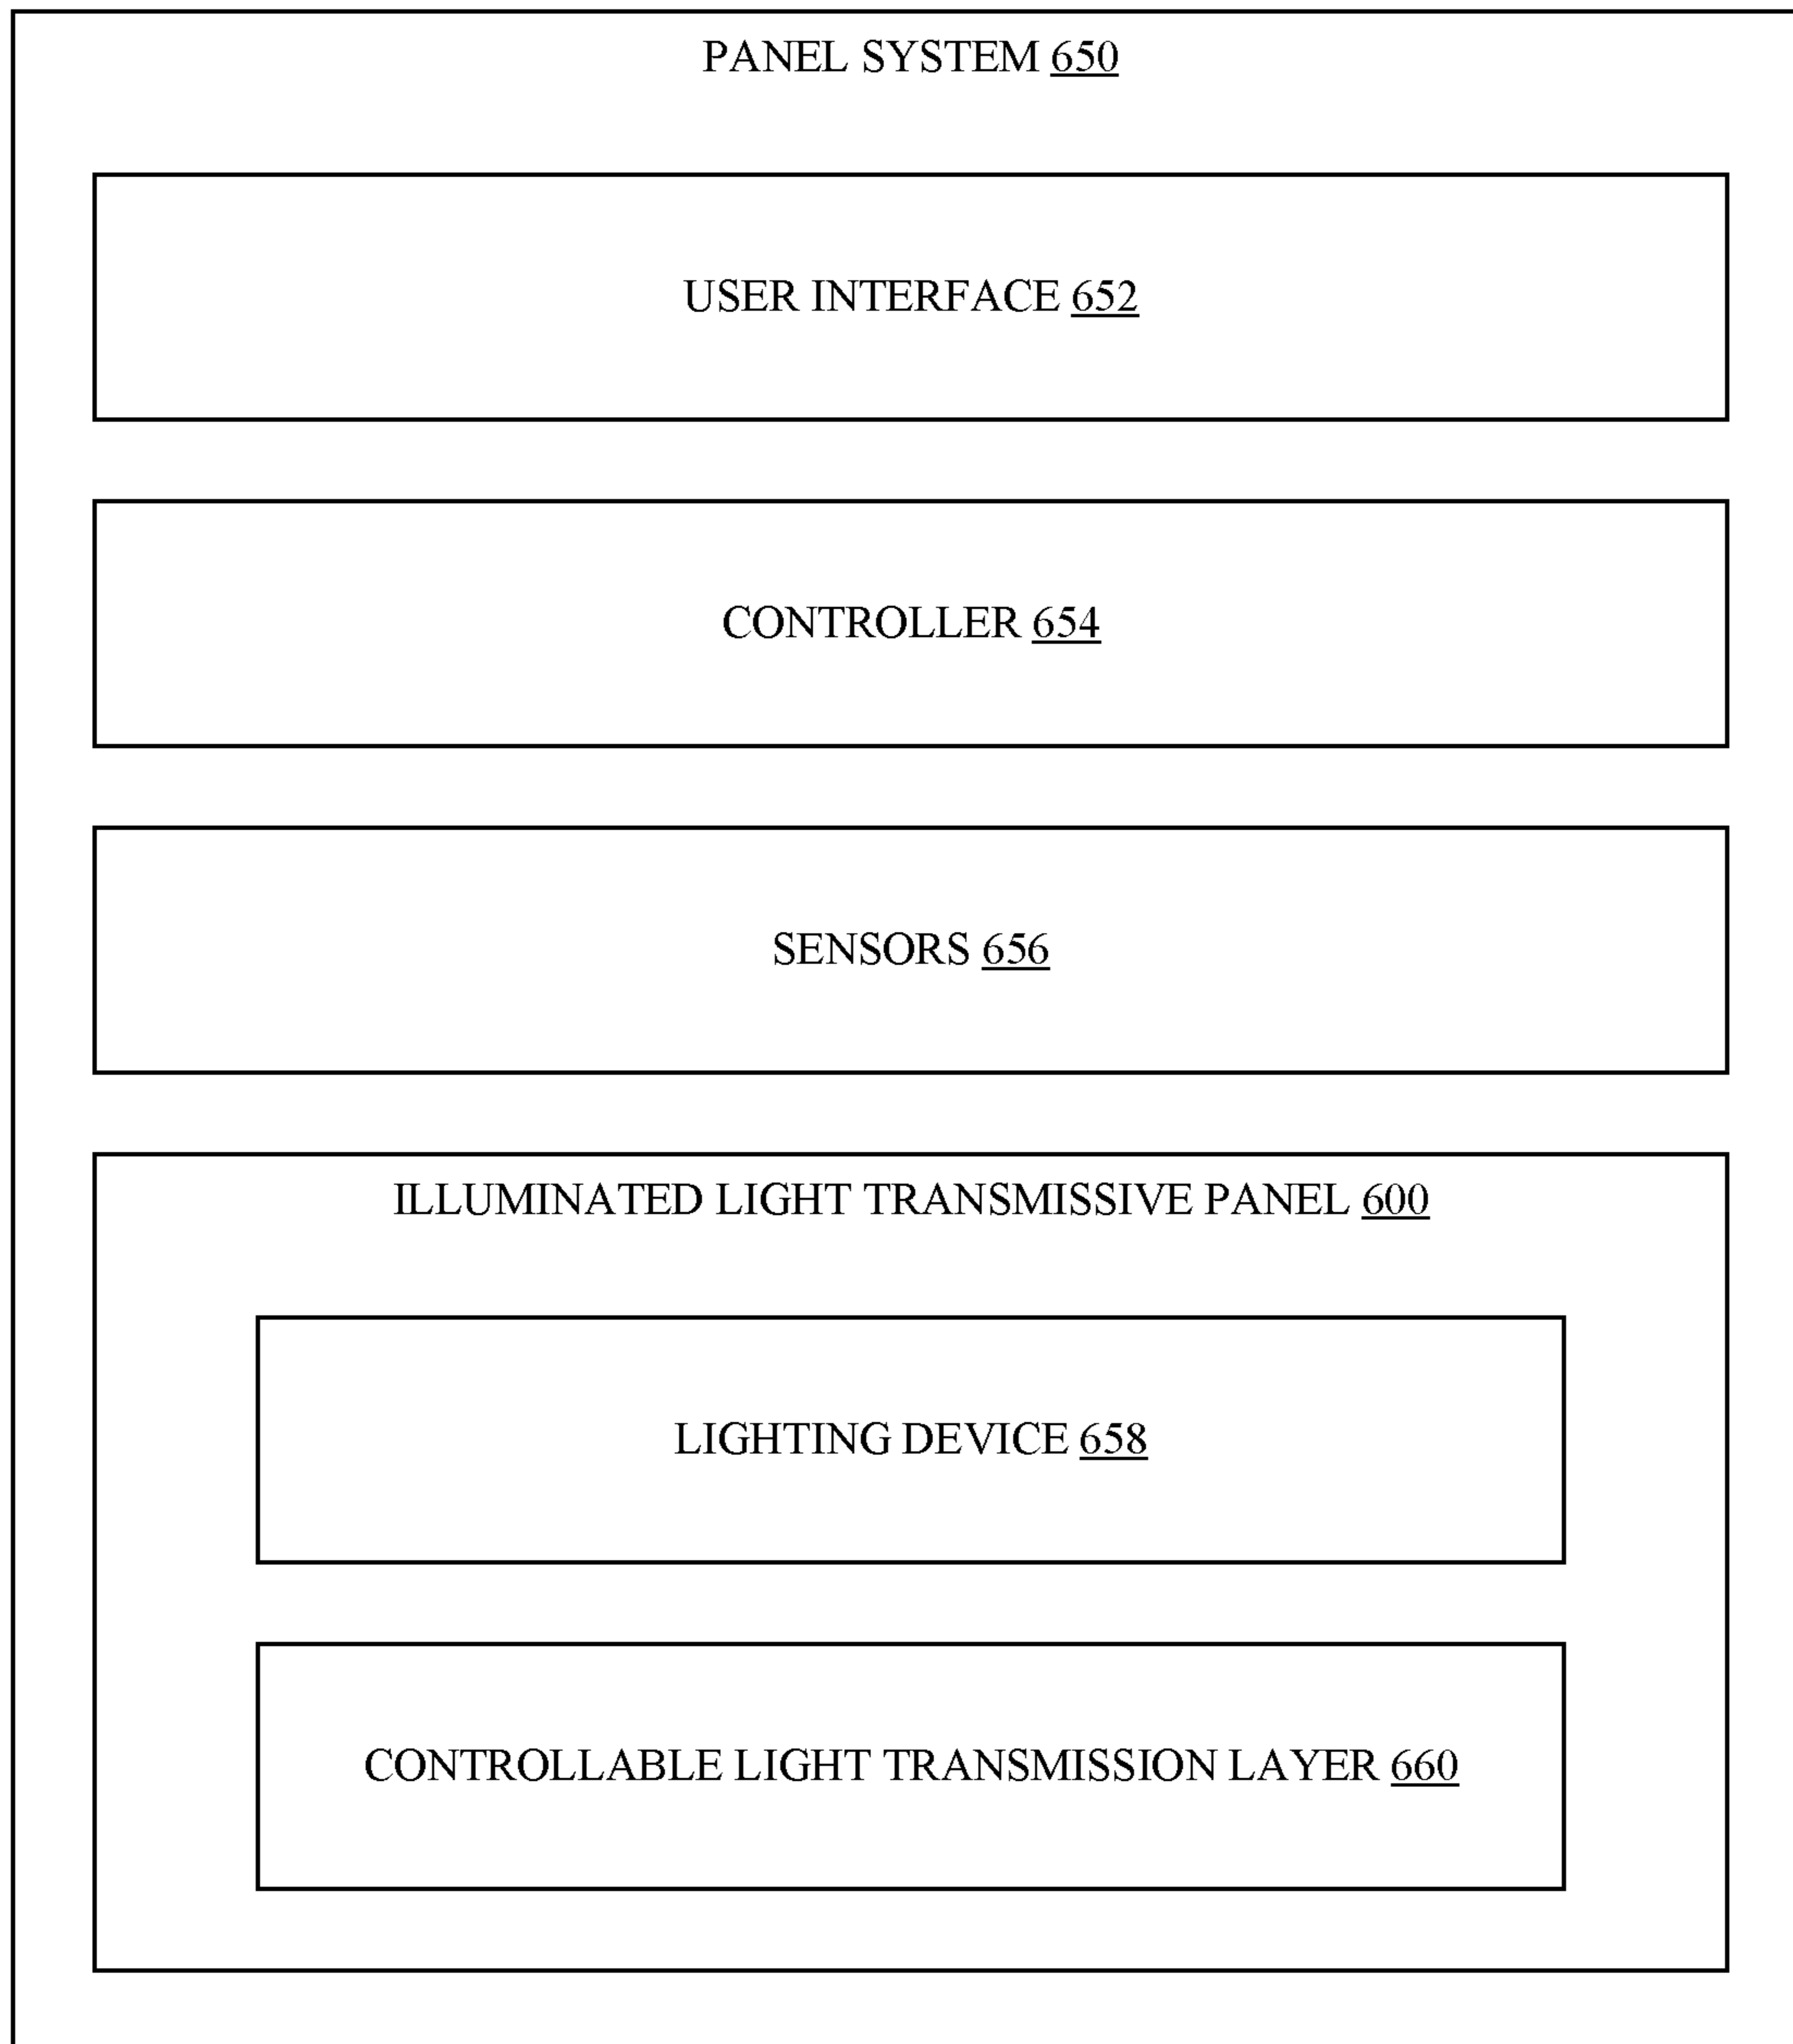 PANEL SYSTEM 650
USER INTERFACE 652
CONTROLLER 654
SENSORS 656
ILLUMINATED LIGHT TRANSMISSIVE PANEL 600
LIGHTING DEVICE 658
CONTROLLABLE LIGHT TRANSMISSION LAYER 660